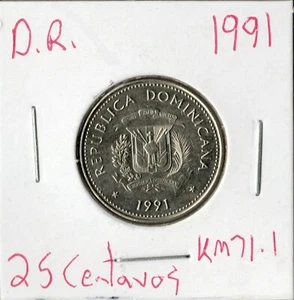 D.R. 1991
REPUBLICA DOMINICANA
1991
25 Centavos KM71.1